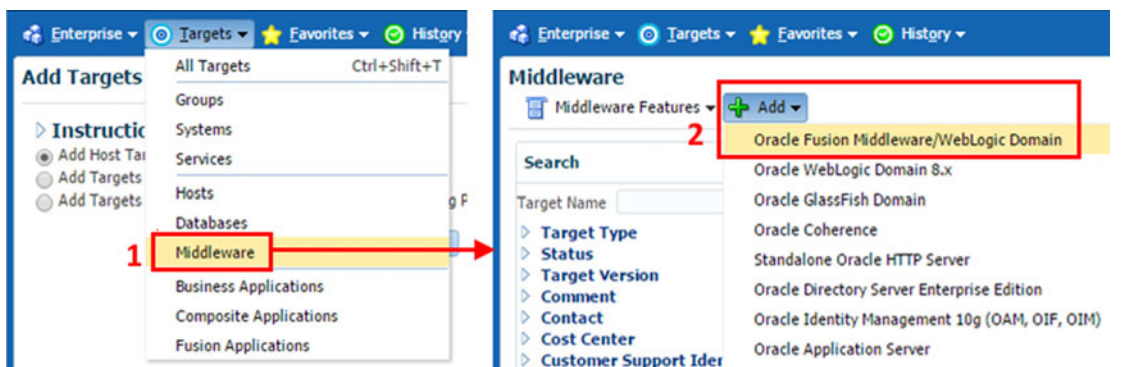 Enterprise Targets Favorites History
Add Targets
Instructic
Add Host Tar
Add Targets
Add Targets
g P
All Targets Ctrl+Shift+T
Groups
Systems
Services
Hosts
Databases
1 Middleware
Business Applications
Composite Applications
Fusion Applications
Enterprise Targets Favorites History
Middleware
Middleware Features Add
2
Oracle Fusion Middleware/WebLogic Domain
Oracle WebLogic Domain 8.x
Oracle GlassFish Domain
Oracle Coherence
Standalone Oracle HTTP Server
Oracle Directory Server Enterprise Edition
Oracle Identity Management 10g (OAM, OIF, OIM)
Oracle Application Server
Search
Target Name
Target Type
Status
Target Version
Comment
Contact
Cost Center
Customer Support Iden